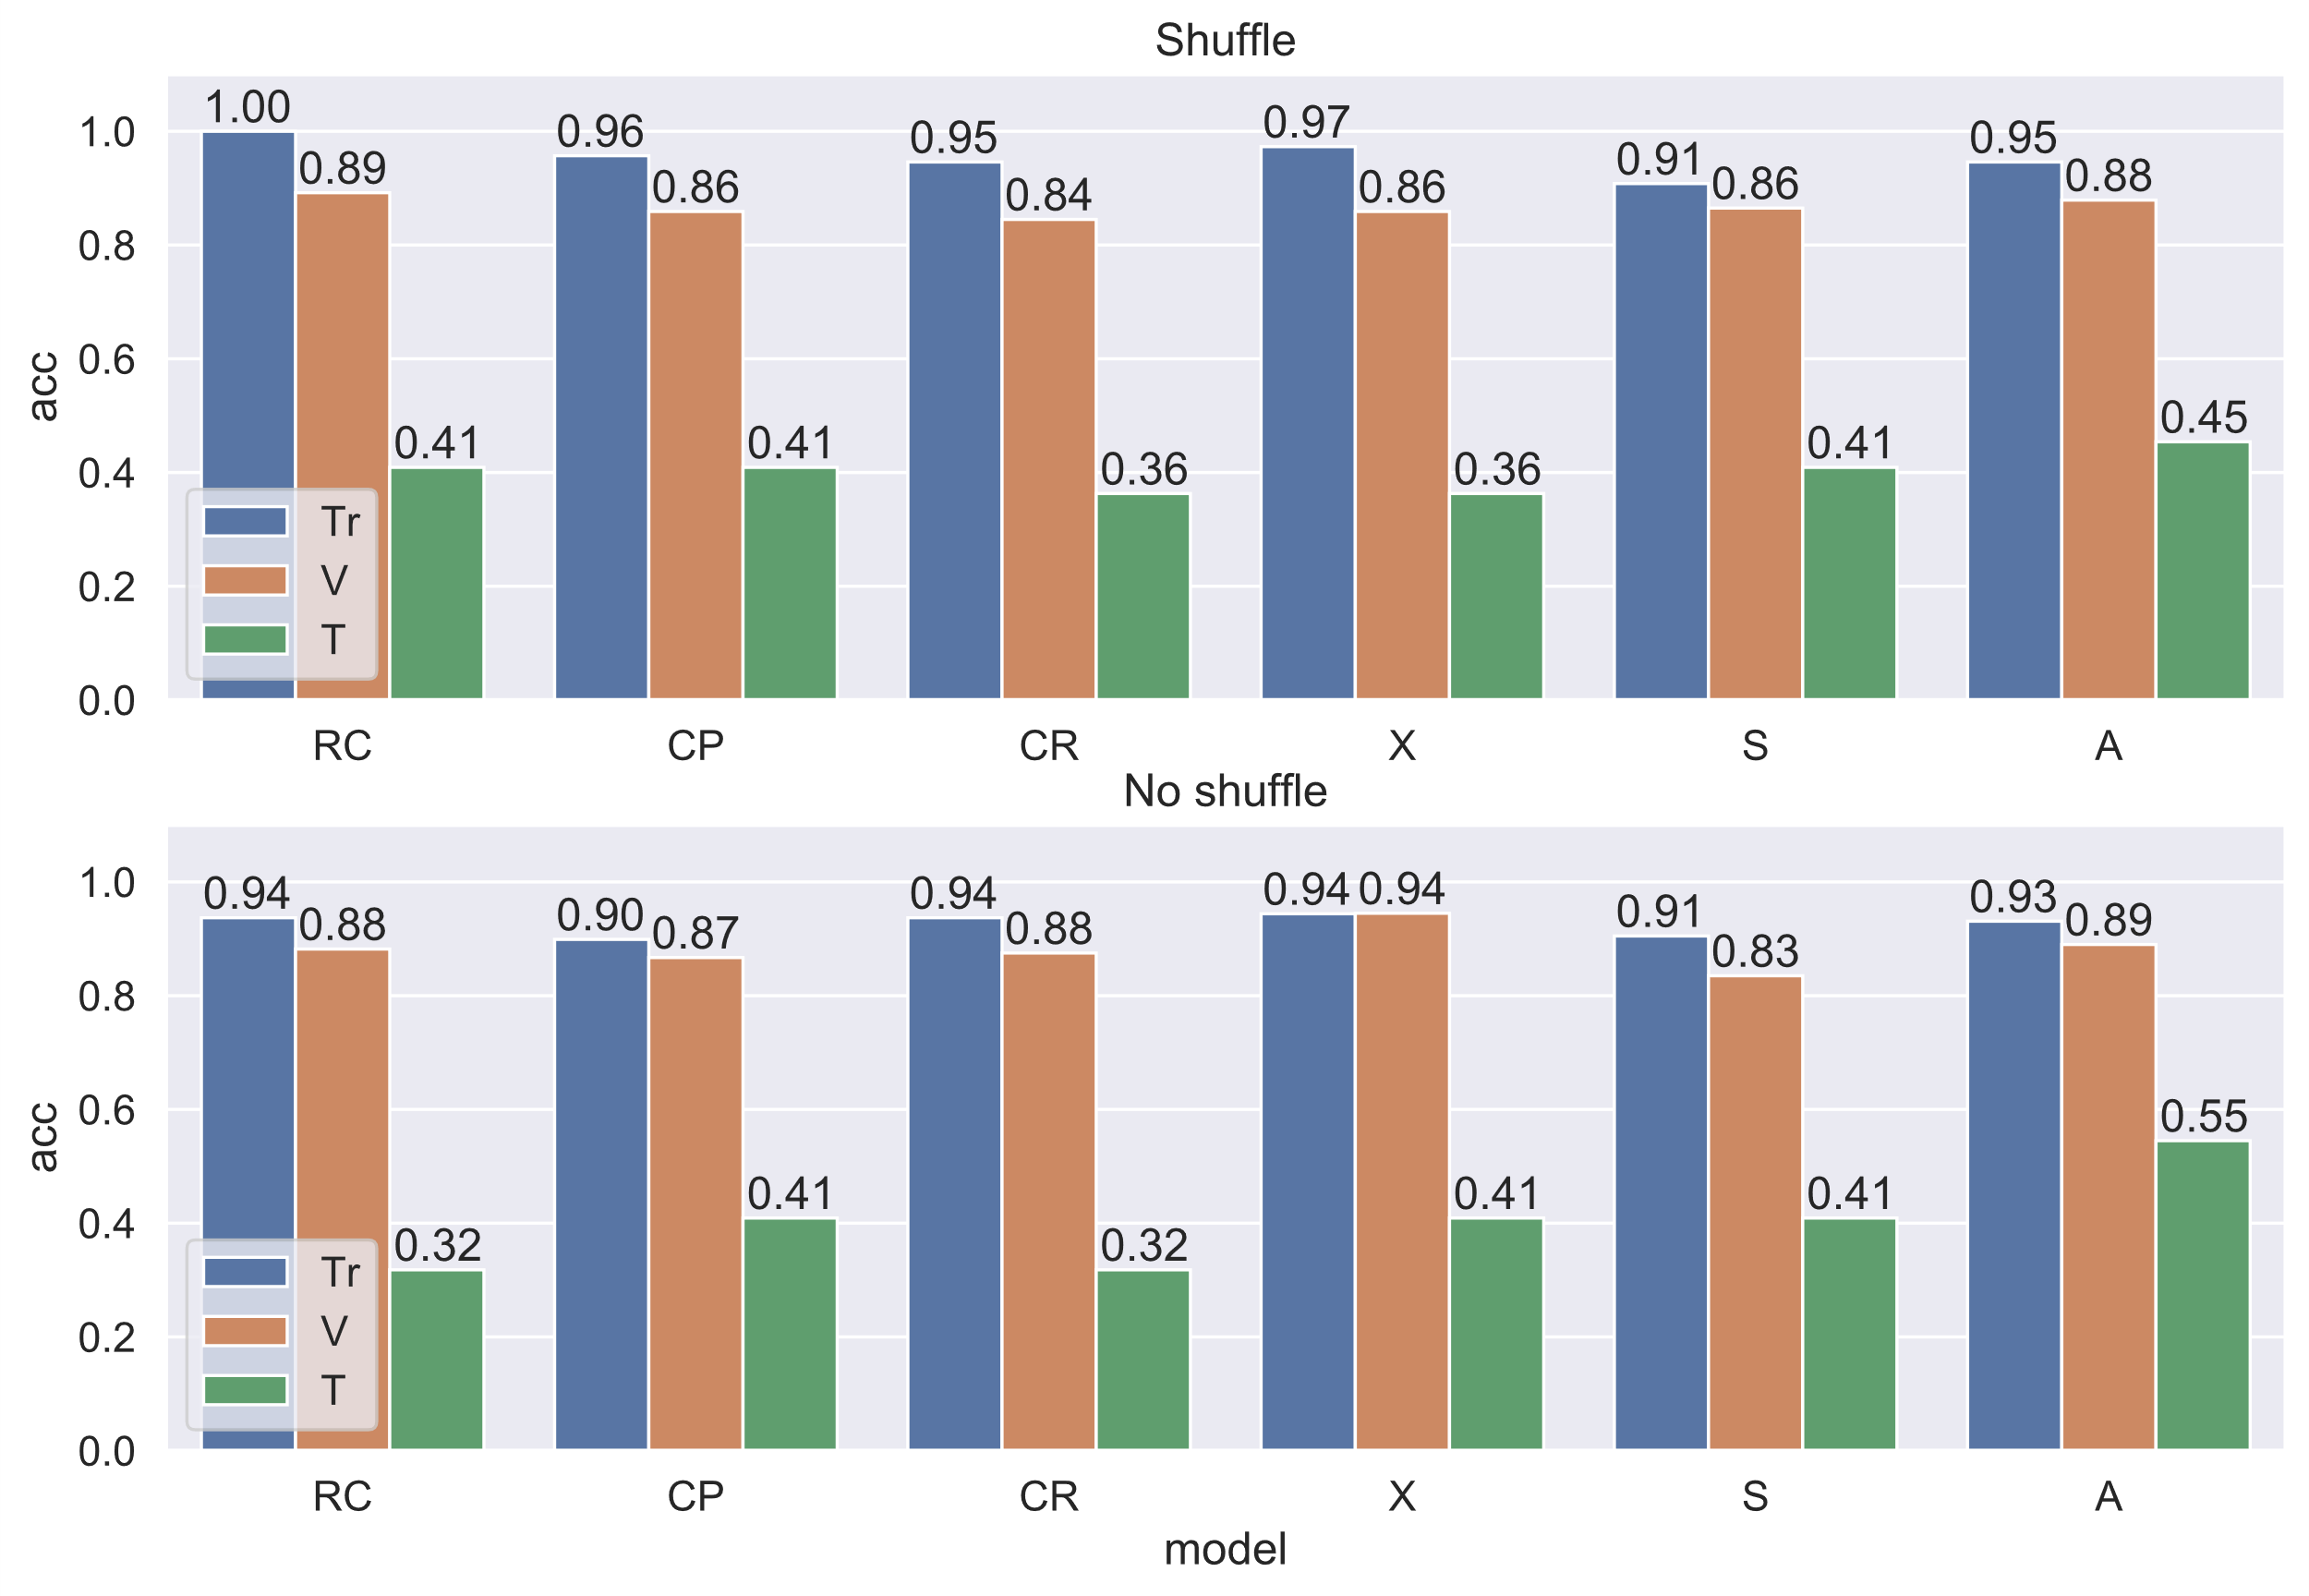 Shuffle
acc
1.0
0.8
0.6
0.4
0.2
0.0
1.00 0.89 0.41 0.96 0.86 0.41 0.95 0.84 0.36 0.97 0.86 0.36 0.91 0.86 0.41 0.95 0.88 0.45
Tr
V
T
RC CP CR X S A
No shuffle
acc
1.0
0.8
0.6
0.4
0.2
0.0
0.94 0.88 0.32 0.90 0.87 0.41 0.94 0.88 0.32 0.94 0.94 0.41 0.91 0.83 0.41 0.93 0.89 0.55
Tr
V
T
RC CP CR X S A
model